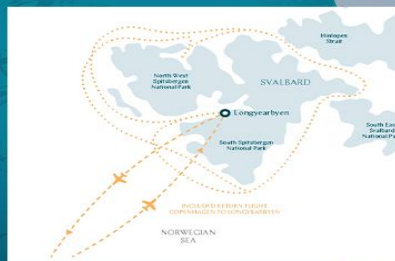 Hinlopen
Strait
North West
Spitsbergen
National Park
SVALBARD
Longyearbyen
South East
Svalbard
National Pa
South Spitsbergen
National Park
INCLUDED RETURN FLIGHT
COPENHAGEN TO LONGYEARBYEN
NORWEGIAN
SEA